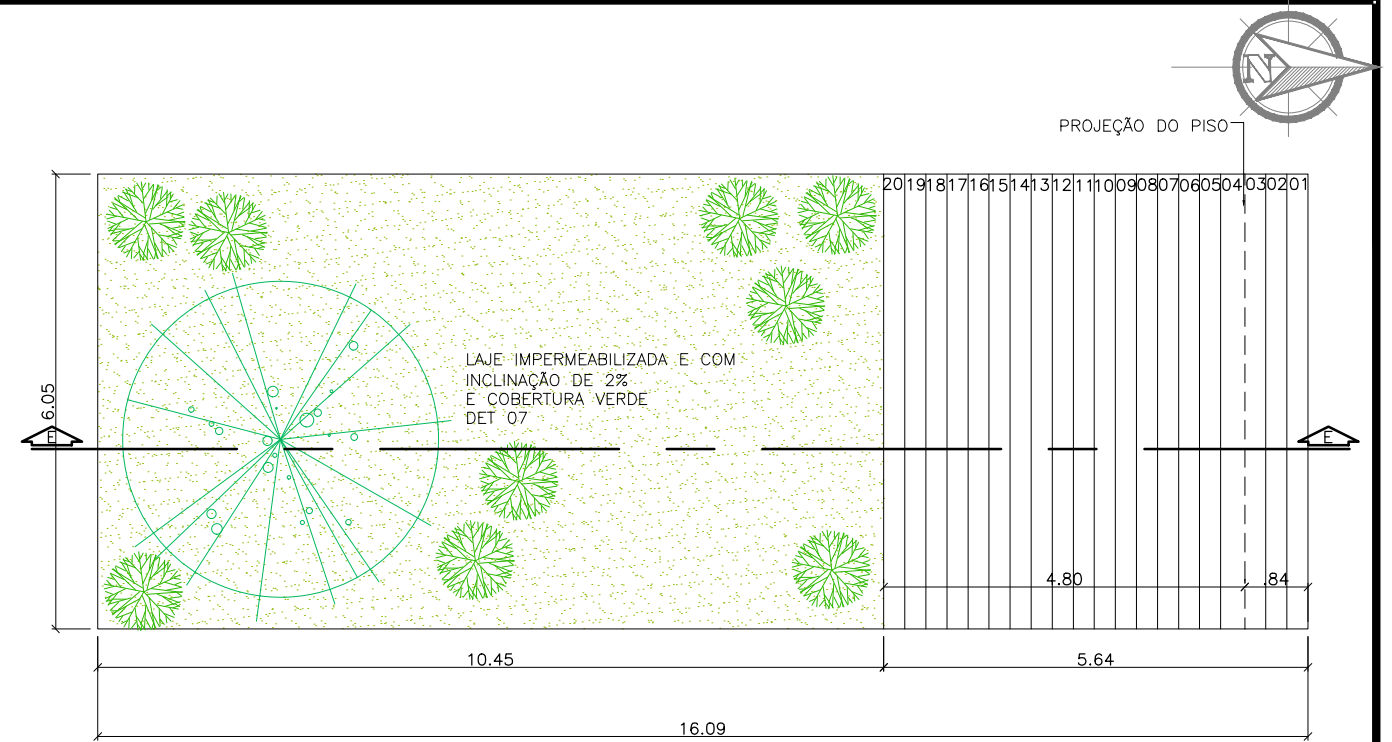 N
PROJEÇÃO DO PISO
20 19 18 17 16 15 14 13 12 11 10 09 08 07 06 05 04 03 02 01
LAJE IMPERMEABILIZADA E COM
INCLINAÇÃO DE 2%
E COBERTURA VERDE
DET 07
6.05
E
E
4.80
.84
10.45
5.64
16.09